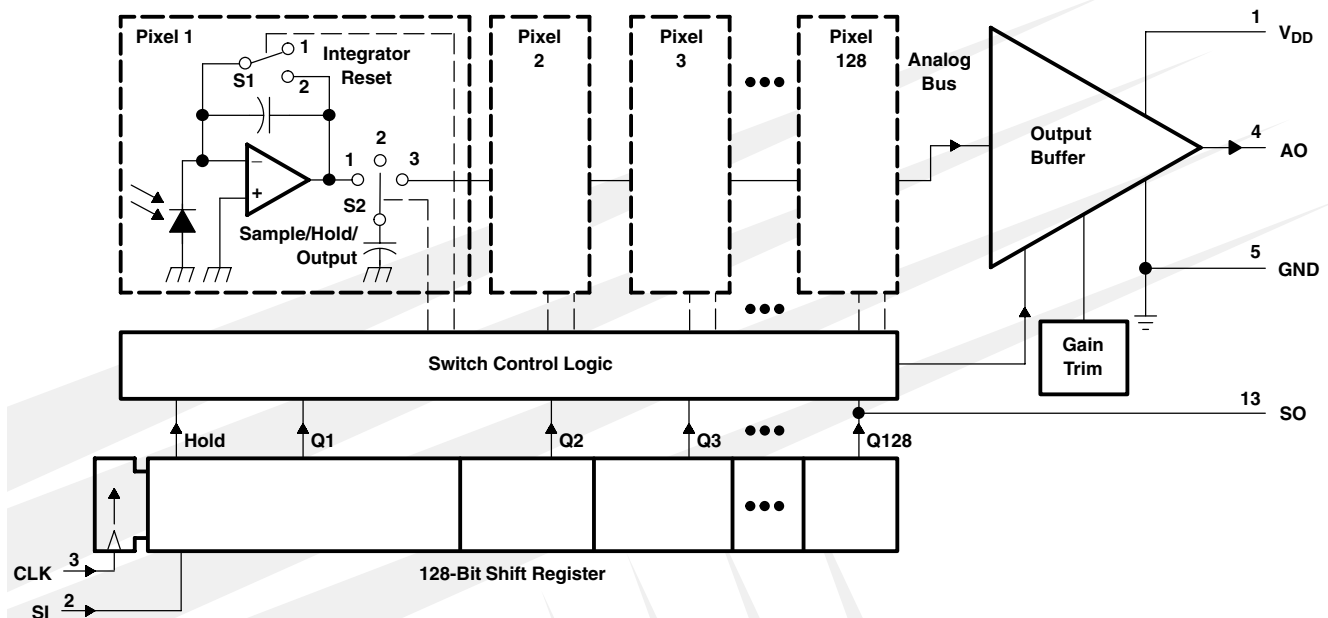 Pixel 1
1
Integrator
Reset
S1
2
1
2
3
S2
−
+
Sample/Hold/
Output
Pixel
2
Pixel
3
Pixel
128
Analog
Bus
Output
Buffer
1
VDD
4
AO
5
GND
Gain
Trim
Switch Control Logic
13
SO
Hold
Q1
Q2
Q3
Q128
CLK
3
128-Bit Shift Register
SI
2